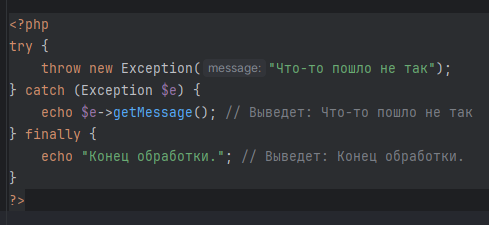 <?php
try {
    throw new Exception( message: "Что-то пошло не так");
} catch (Exception $e) {
    echo $e->getMessage(); // Выведет: Что-то пошло не так
} finally {
    echo "Конец обработки."; // Выведет: Конец обработки.
}
?>